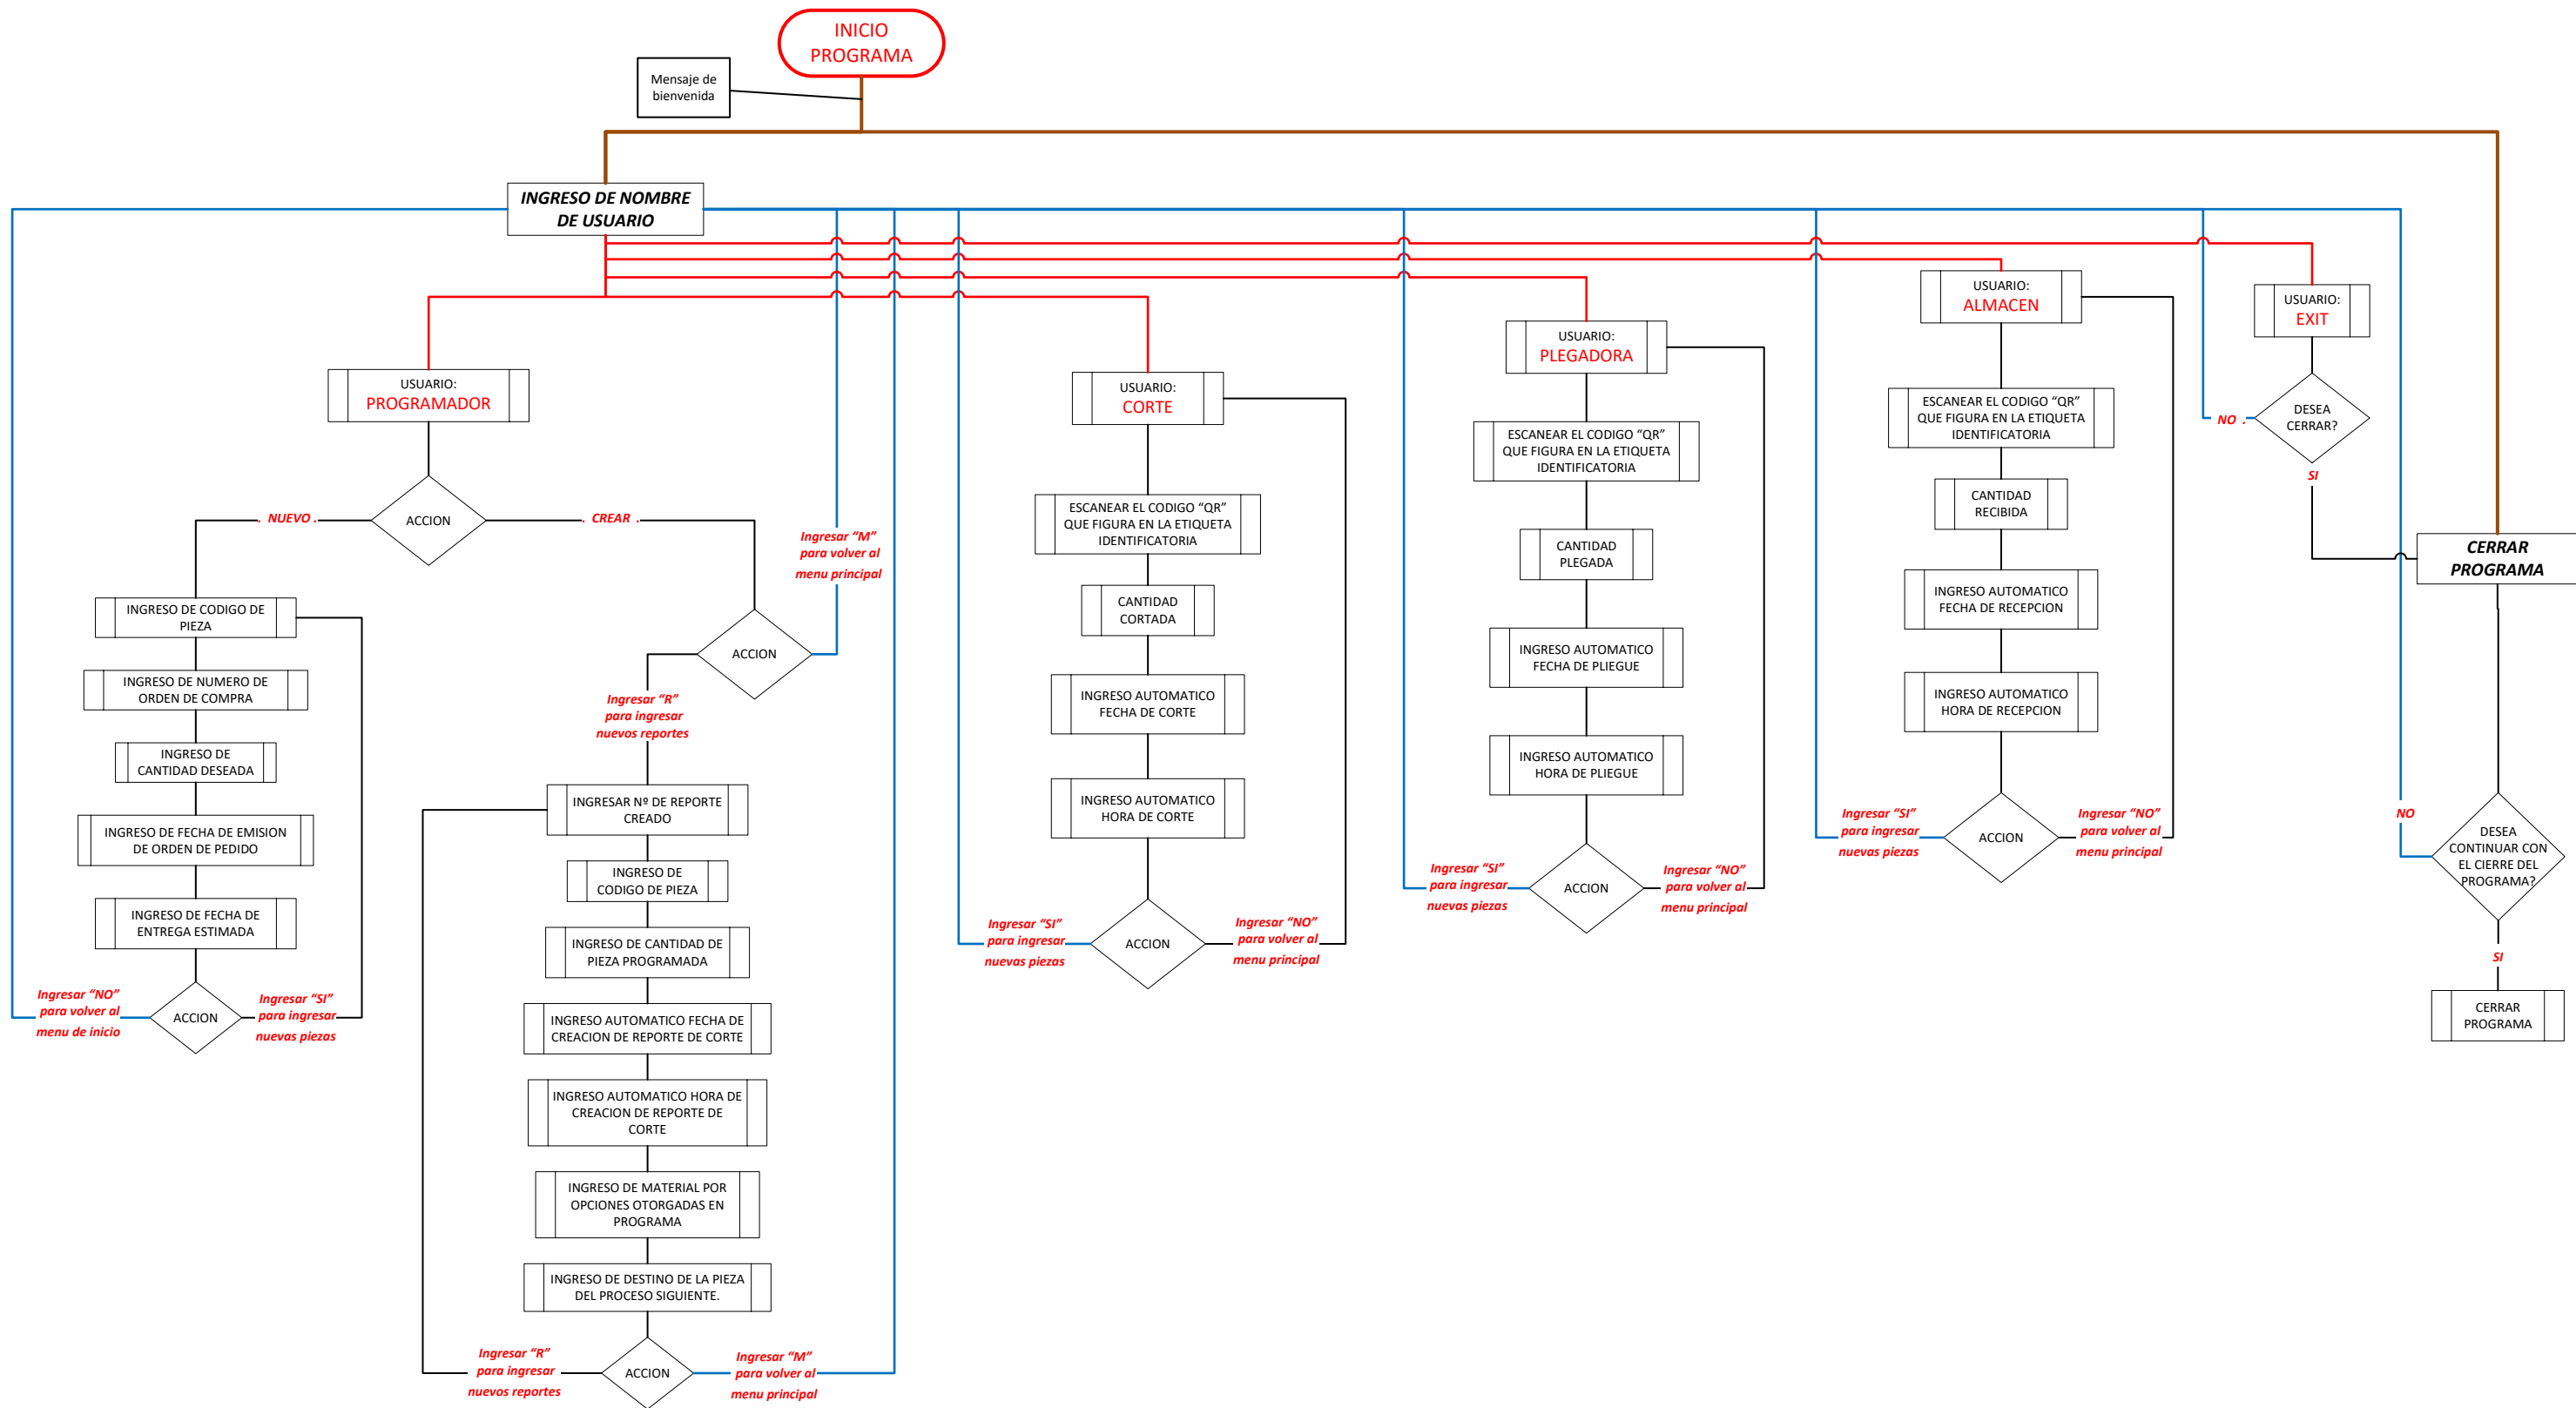 INICIO
PROGRAMA
Mensaje de
bienvenida
INGRESO DE NOMBRE
DE USUARIO
USUARIO:
PROGRAMADOR
ACCION
. NUEVO .
. CREAR .
INGRESO DE CODIGO DE
PIEZA
INGRESO DE NUMERO DE
ORDEN DE COMPRA
INGRESO DE
CANTIDAD DESEADA
INGRESO DE FECHA DE EMISION
DE ORDEN DE PEDIDO
INGRESO DE FECHA DE
ENTREGA ESTIMADA
ACCION
Ingresar “NO”
para volver al
menu de inicio
Ingresar “SI”
para ingresar
nuevas piezas
ACCION
Ingresar “M”
para volver al
menu principal
Ingresar “R”
para ingresar
nuevos reportes
INGRESAR Nº DE REPORTE
CREADO
INGRESO DE
CODIGO DE PIEZA
INGRESO DE CANTIDAD DE
PIEZA PROGRAMADA
INGRESO AUTOMATICO FECHA DE
CREACION DE REPORTE DE CORTE
INGRESO AUTOMATICO HORA DE
CREACION DE REPORTE DE
CORTE
INGRESO DE MATERIAL POR
OPCIONES OTORGADAS EN
PROGRAMA
INGRESO DE DESTINO DE LA PIEZA
DEL PROCESO SIGUIENTE.
ACCION
Ingresar “R”
para ingresar
nuevos reportes
Ingresar “M”
para volver al
menu principal
USUARIO:
CORTE
ESCANEAR EL CODIGO “QR”
QUE FIGURA EN LA ETIQUETA
IDENTIFICATORIA
CANTIDAD
CORTADA
INGRESO AUTOMATICO
FECHA DE CORTE
INGRESO AUTOMATICO
HORA DE CORTE
ACCION
Ingresar “SI”
para ingresar
nuevas piezas
Ingresar “NO”
para volver al
menu principal
USUARIO:
PLEGADORA
ESCANEAR EL CODIGO “QR”
QUE FIGURA EN LA ETIQUETA
IDENTIFICATORIA
CANTIDAD
PLEGADA
INGRESO AUTOMATICO
FECHA DE PLIEGUE
INGRESO AUTOMATICO
HORA DE PLIEGUE
ACCION
Ingresar “SI”
para ingresar
nuevas piezas
Ingresar “NO”
para volver al
menu principal
USUARIO:
ALMACEN
ESCANEAR EL CODIGO “QR”
QUE FIGURA EN LA ETIQUETA
IDENTIFICATORIA
CANTIDAD
RECIBIDA
INGRESO AUTOMATICO
FECHA DE RECEPCION
INGRESO AUTOMATICO
HORA DE RECEPCION
ACCION
Ingresar “SI”
para ingresar
nuevas piezas
Ingresar “NO”
para volver al
menu principal
USUARIO:
EXIT
DESEA
CERRAR?
NO .
SI
CERRAR
PROGRAMA
DESEA
CONTINUAR CON
EL CIERRE DEL
PROGRAMA?
NO
SI
CERRAR
PROGRAMA